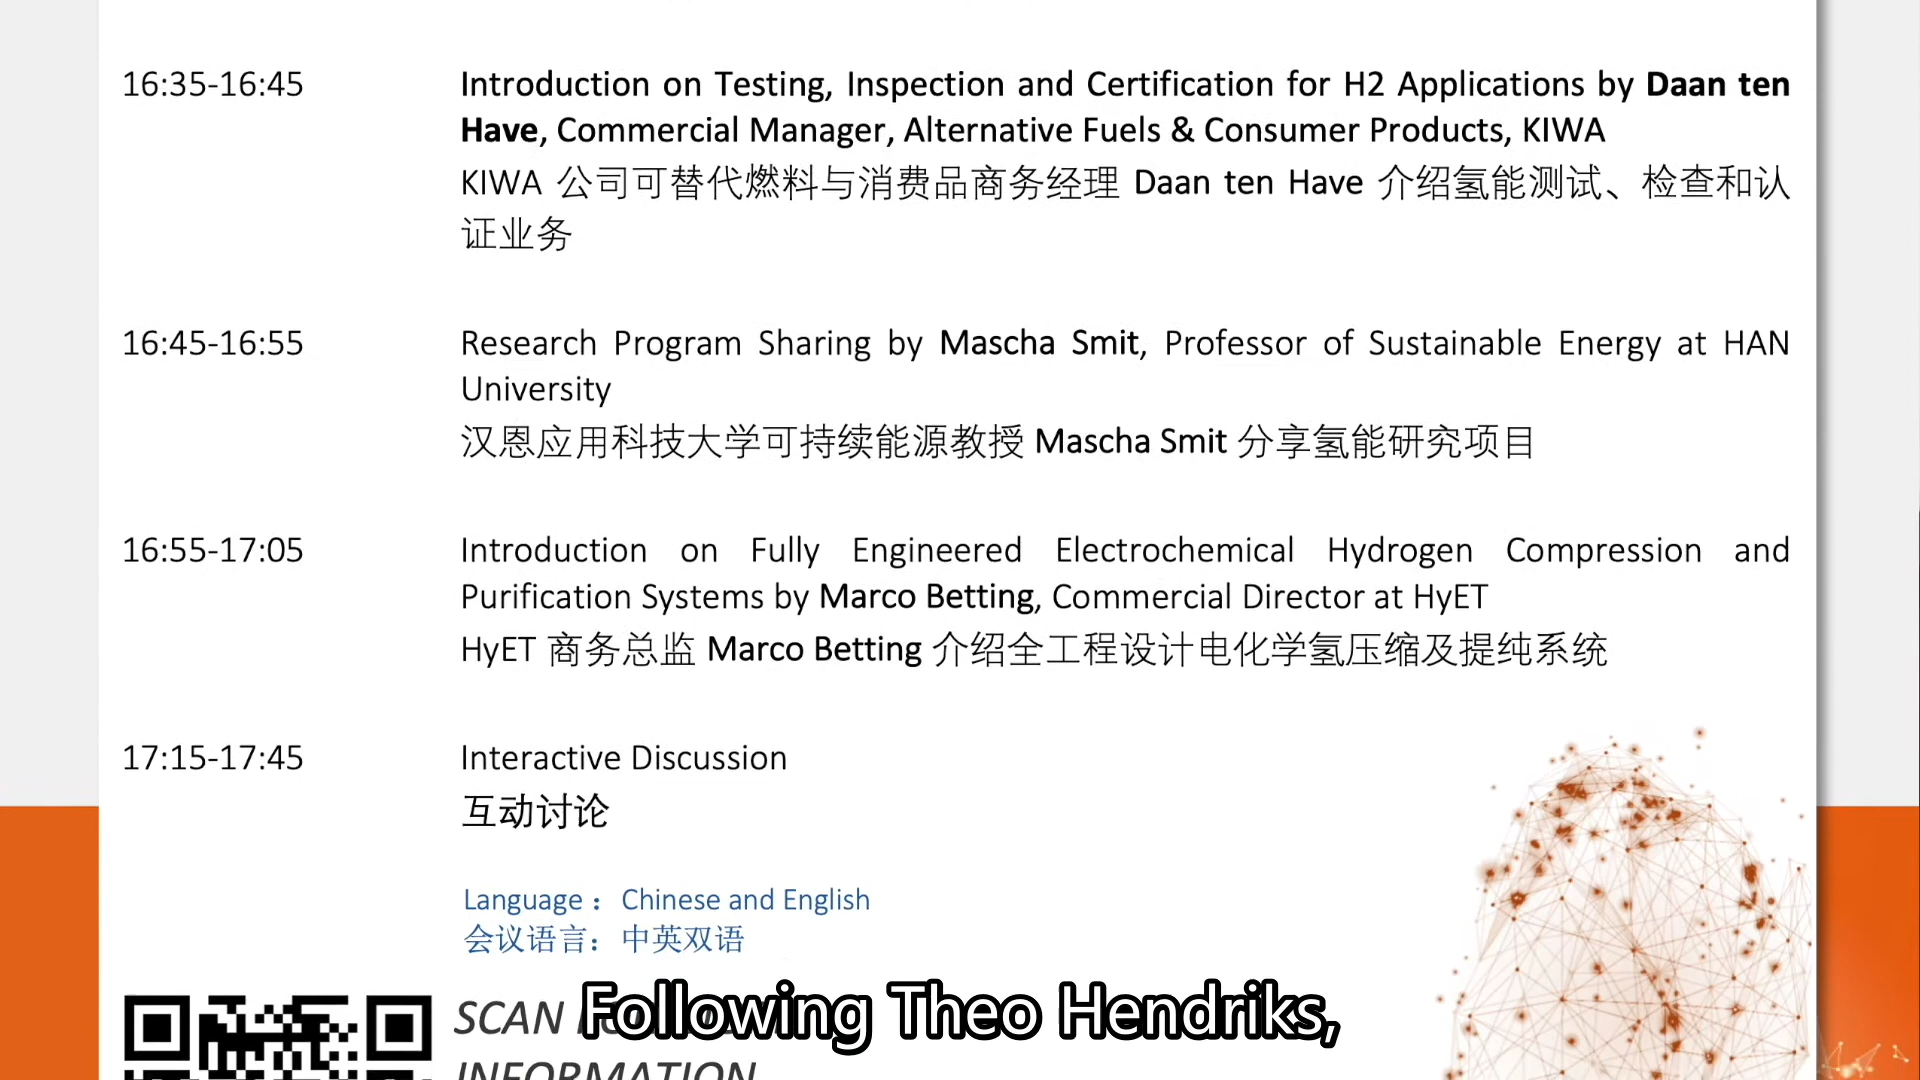 16:35-16:45
Introduction on Testing, Inspection and Certification for H2 Applications by Daan ten
Have, Commercial Manager, Alternative Fuels & Consumer Products, KIWA
KIWA 公司可替代燃料与消费品商务经理 Daan ten Have 介绍氢能测试、检查和认
证业务
16:45-16:55
Research Program Sharing by Mascha Smit, Professor of Sustainable Energy at HAN
University
汉恩应用科技大学可持续能源教授 Mascha Smit 分享氢能研究项目
16:55-17:05
Introduction on Fully Engineered Electrochemical Hydrogen Compression and
Purification Systems by Marco Betting, Commercial Director at HyET
HyET 商务总监 Marco Betting 介绍全工程设计电化学氢压缩及提纯系统
17:15-17:45
Interactive Discussion
互动讨论
Language： Chinese and English
会议语言：中英双语
SCAN
INFORMATION
Following Theo Hendriks,